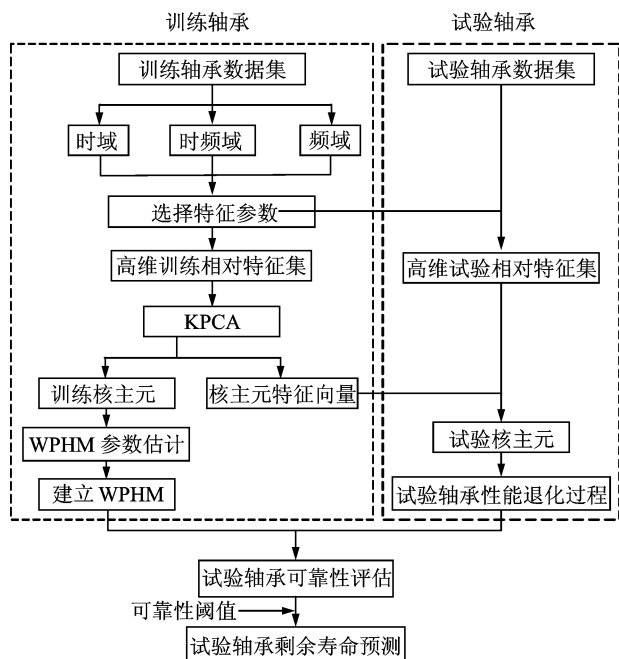 训练轴承
试验轴承
训练轴承数据集
试验轴承数据集
时域
时频域
频域
选择特征参数
高维训练相对特征集
高维试验相对特征集
KPCA
训练核主元
核主元特征向量
WPHM 参数估计
试验核主元
建立 WPHM
试验轴承性能退化过程
试验轴承可靠性评估
可靠性阈值
试验轴承剩余寿命预测